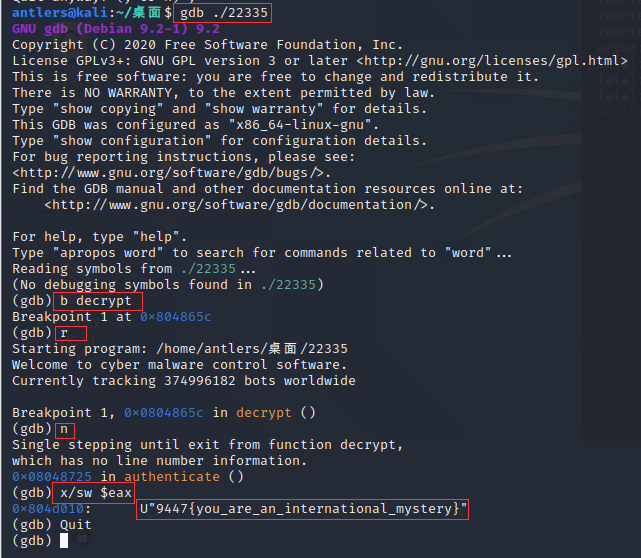 antlers@kali:~/桌面$ gdb ./22335
GNU gdb (Debian 9.2-1) 9.2
Copyright (C) 2020 Free Software Foundation, Inc.
License GPLv3+: GNU GPL version 3 or later <http://gnu.org/licenses/gpl.html>
This is free software: you are free to change and redistribute it.
There is NO WARRANTY, to the extent permitted by law.
Type "show copying" and "show warranty" for details.
This GDB was configured as "x86_64-linux-gnu".
Type "show configuration" for configuration details.
For bug reporting instructions, please see:
<http://www.gnu.org/software/gdb/bugs/>.
Find the GDB manual and other documentation resources online at:
    <http://www.gnu.org/software/gdb/documentation/>.

For help, type "help".
Type "apropos word" to search for commands related to "word"...
Reading symbols from ./22335...
(No debugging symbols found in ./22335)
(gdb) b decrypt
Breakpoint 1 at 0x804865c
(gdb) r
Starting program: /home/antlers/桌面/22335
Welcome to cyber malware control software.
Currently tracking 374996182 bots worldwide

Breakpoint 1, 0x0804865c in decrypt ()
(gdb) n
Single stepping until exit from function decrypt,
which has no line number information.
0x08048725 in authenticate ()
(gdb) x/sw $eax
0x804d010:      U"9447{you_are_an_international_mystery}"
(gdb) Quit
(gdb)